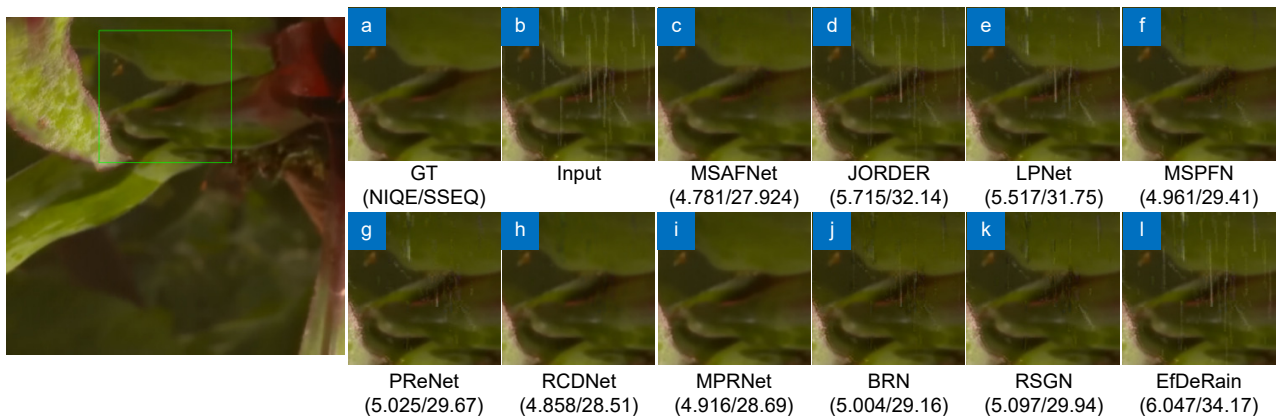 a b c d e f
GT Input MSAFNet JORDER LPNet MSPFN
(NIQE/SSEQ) (4.781/27.924) (5.715/32.14) (5.517/31.75) (4.961/29.41)
g h i j k l
PReNet RCDNet MPRNet BRN RSGN EfDeRain
(5.025/29.67) (4.858/28.51) (4.916/28.69) (5.004/29.16) (5.097/29.94) (6.047/34.17)